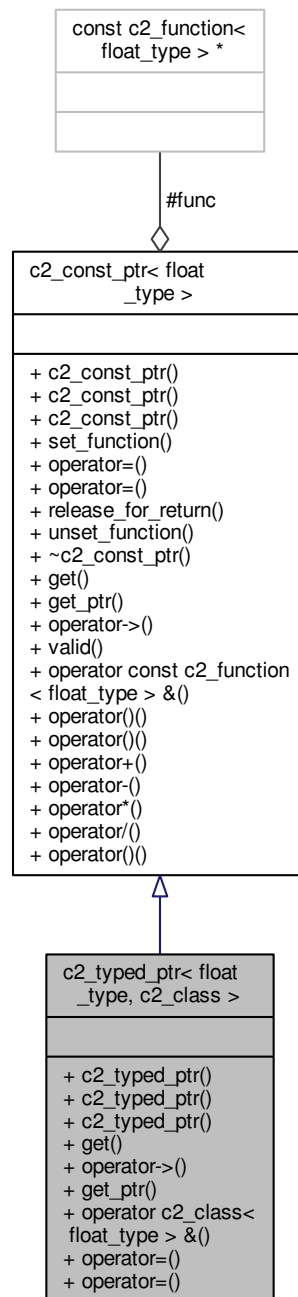 const c2_function<
float_type > *
#func
c2_const_ptr< float
_type >
+ c2_const_ptr()
+ c2_const_ptr()
+ c2_const_ptr()
+ set_function()
+ operator=()
+ operator=()
+ release_for_return()
+ unset_function()
+ ~c2_const_ptr()
+ get()
+ get_ptr()
+ operator->()
+ valid()
+ operator const c2_function
< float_type > &()
+ operator()()
+ operator()()
+ operator+()
+ operator-()
+ operator*()
+ operator/()
+ operator()()
c2_typed_ptr< float
_type, c2_class >
+ c2_typed_ptr()
+ c2_typed_ptr()
+ c2_typed_ptr()
+ get()
+ operator->()
+ get_ptr()
+ operator c2_class<
float_type > &()
+ operator=()
+ operator=()